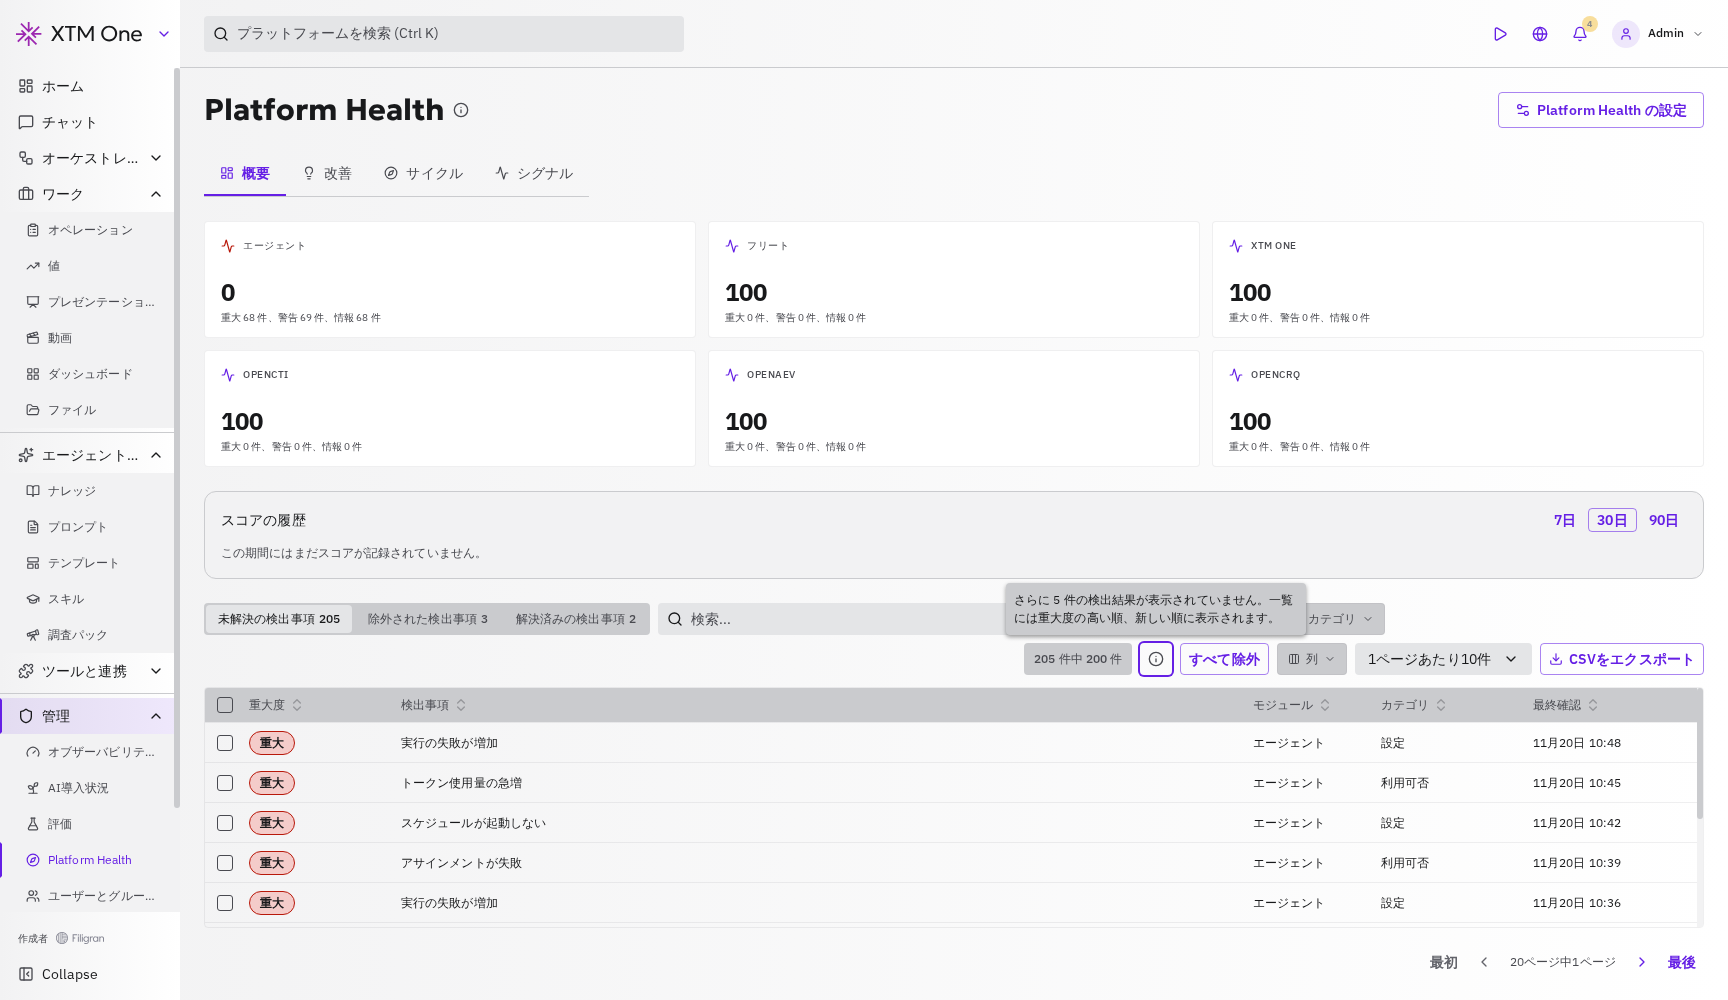 XTM One
プラットフォームを検索 (Ctrl K)
4
Admin
ホーム
チャット
オーケストレ...
ワーク
オペレーション
値
プレゼンテーショ...
動画
ダッシュボード
ファイル
エージェント...
ナレッジ
プロンプト
テンプレート
スキル
調査パック
ツールと連携
管理
オブザーバビリテ...
AI導入状況
評価
Platform Health
ユーザーとグルー...
作成者 Filigran
Collapse
Platform Health
Platform Health の設定
概要 改善 サイクル シグナル
エージェント
0
重大 68 件、警告 69 件、情報 68 件
フリート
100
重大 0 件、警告 0 件、情報 0 件
XTM ONE
100
重大 0 件、警告 0 件、情報 0 件
OPENCTI
100
重大 0 件、警告 0 件、情報 0 件
OPENAEV
100
重大 0 件、警告 0 件、情報 0 件
OPENCRQ
100
重大 0 件、警告 0 件、情報 0 件
スコアの履歴
7日 30日 90日
この期間にはまだスコアが記録されていません。
さらに 5 件の検出結果が表示されていません。一覧
には重大度の高い順、新しい順に表示されます。
未解決の検出事項 205 除外された検出事項 3 解決済みの検出事項 2
検索...
カテゴリ
205 件中 200 件
すべて除外
列
1ページあたり10件
CSVをエクスポート
重大度 検出事項 モジュール カテゴリ 最終確認
重大 実行の失敗が増加 エージェント 設定 11月20日 10:48
重大 トークン使用量の急増 エージェント 利用可否 11月20日 10:45
重大 スケジュールが起動しない エージェント 設定 11月20日 10:42
重大 アサインメントが失敗 エージェント 利用可否 11月20日 10:39
重大 実行の失敗が増加 エージェント 設定 11月20日 10:36
最初 20ページ中1ページ 最後